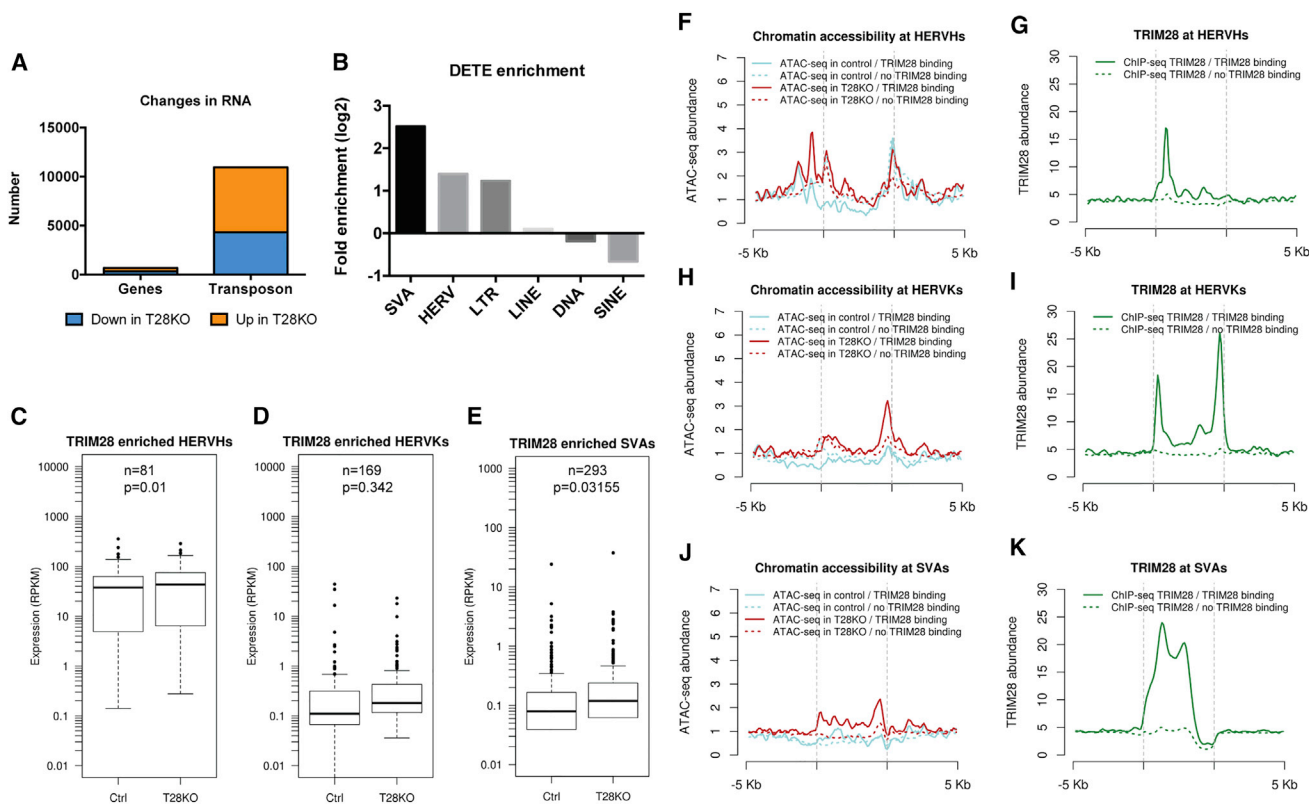 A
Changes in RNA
Number
15000
10000
5000
0
Genes
Transposon
Down in T28KO
Up in T28KO
B
DETE enrichment
Fold enrichment (log2)
3
2
1
0
-1
SVA
HERV
LTR
LINE
DNA
SINE
C
TRIM28 enriched HERVHs
n=81
p=0.01
Expression (RPKM)
10000
1000
100
10
1
0.1
0.01
Ctrl
T28KO
D
TRIM28 enriched HERVKs
n=169
p=0.342
Expression (RPKM)
10000
1000
100
10
1
0.1
0.01
Ctrl
T28KO
E
TRIM28 enriched SVAs
n=293
p=0.03155
Expression (RPKM)
1000
100
10
1
0.1
0.01
Ctrl
T28KO
F
Chromatin accessibility at HERVHs
ATAC-seq in control / TRIM28 binding
ATAC-seq in control / no TRIM28 binding
ATAC-seq in T28KO / TRIM28 binding
ATAC-seq in T28KO / no TRIM28 binding
ATAC-seq abundance
7
6
5
4
3
2
1
0
-5 Kb
5 Kb
G
TRIM28 at HERVHs
ChIP-seq TRIM28 / TRIM28 binding
ChIP-seq TRIM28 / no TRIM28 binding
TRIM28 abundance
30
25
20
15
10
5
0
-5 Kb
5 Kb
H
Chromatin accessibility at HERVKs
ATAC-seq in control / TRIM28 binding
ATAC-seq in control / no TRIM28 binding
ATAC-seq in T28KO / TRIM28 binding
ATAC-seq in T28KO / no TRIM28 binding
ATAC-seq abundance
7
6
5
4
3
2
1
0
-5 Kb
5 Kb
I
TRIM28 at HERVKs
ChIP-seq TRIM28 / TRIM28 binding
ChIP-seq TRIM28 / no TRIM28 binding
TRIM28 abundance
30
25
20
15
10
5
0
-5 Kb
5 Kb
J
Chromatin accessibility at SVAs
ATAC-seq in control / TRIM28 binding
ATAC-seq in control / no TRIM28 binding
ATAC-seq in T28KO / TRIM28 binding
ATAC-seq in T28KO / no TRIM28 binding
ATAC-seq abundance
7
6
5
4
3
2
1
0
-5 Kb
5 Kb
K
TRIM28 at SVAs
ChIP-seq TRIM28 / TRIM28 binding
ChIP-seq TRIM28 / no TRIM28 binding
TRIM28 abundance
30
25
20
15
10
5
0
-5 Kb
5 Kb